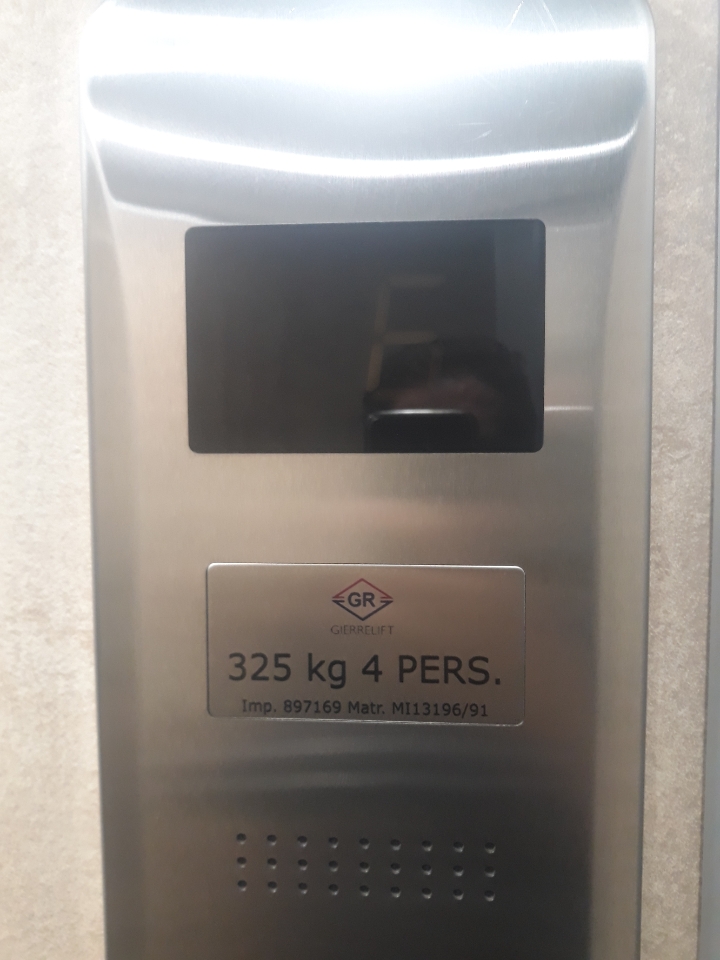 GR
GIERRELIFT
325 kg 4 PERS.
Imp. 897169 Matr. MI13196/91